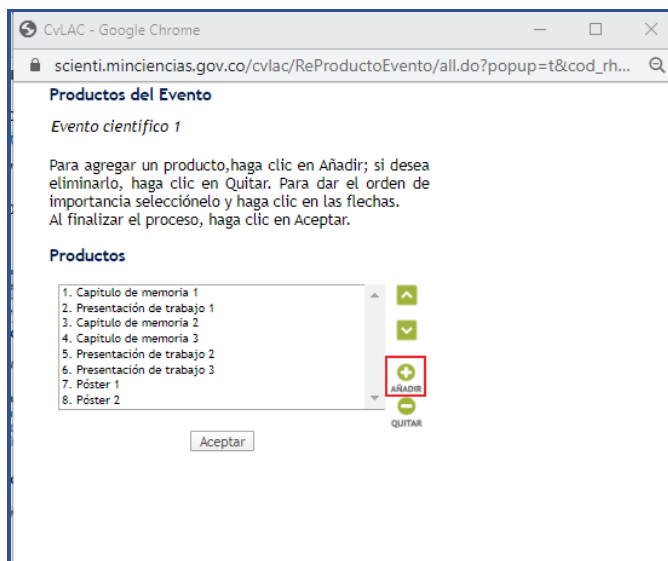 CvLAC - Google Chrome
scienti.minciencias.gov.co/cvlac/ReProductoEvento/all.do?popup=t&cod_rh...
Productos del Evento
Evento científico 1
Para agregar un producto,haga clic en Añadir; si desea
eliminarlo, haga clic en Quitar. Para dar el orden de
importancia selecciónelo y haga clic en las flechas.
Al finalizar el proceso, haga clic en Aceptar.
Productos
1. Capítulo de memoria 1
2. Presentación de trabajo 1
3. Capítulo de memoria 2
4. Capítulo de memoria 3
5. Presentación de trabajo 2
6. Presentación de trabajo 3
7. Póster 1
8. Póster 2
AÑADIR
QUITAR
Aceptar